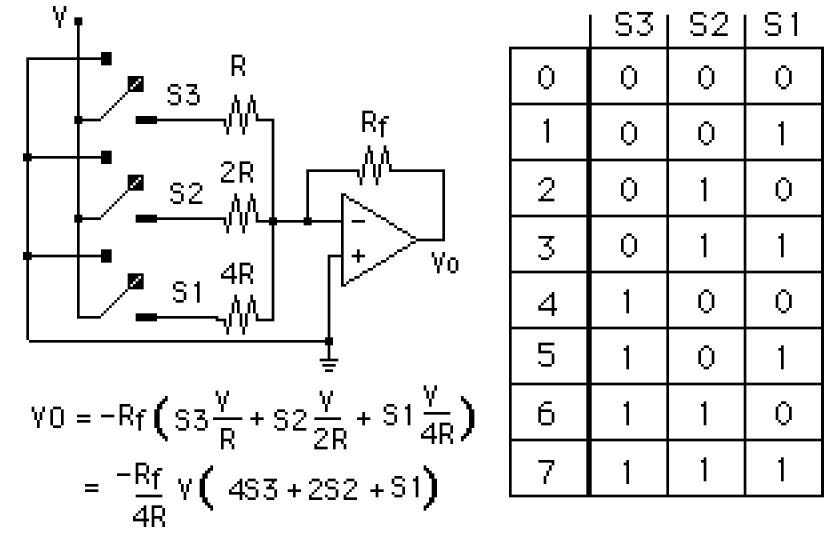 V
R
S3
Rf
2R
S2
−
+
Vo
4R
S1
V0 = -Rf( S3 V/R + S2 V/2R + S1 V/4R )
= -Rf/4R V( 4S3 + 2S2 + S1 )
S3 S2 S1
0 0 0 0
1 0 0 1
2 0 1 0
3 0 1 1
4 1 0 0
5 1 0 1
6 1 1 0
7 1 1 1